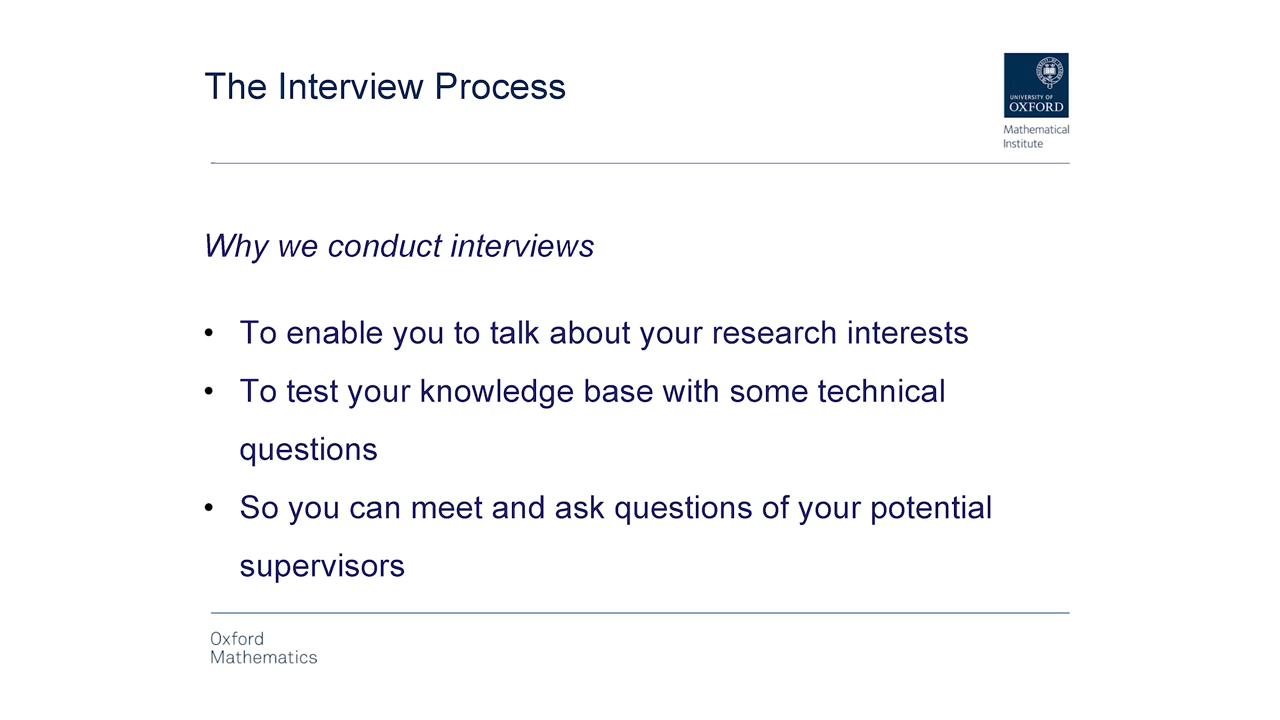 The Interview Process
UNIVERSITY OF
OXFORD
Mathematical
Institute
Why we conduct interviews
• To enable you to talk about your research interests
• To test your knowledge base with some technical
questions
• So you can meet and ask questions of your potential
supervisors
Oxford
Mathematics